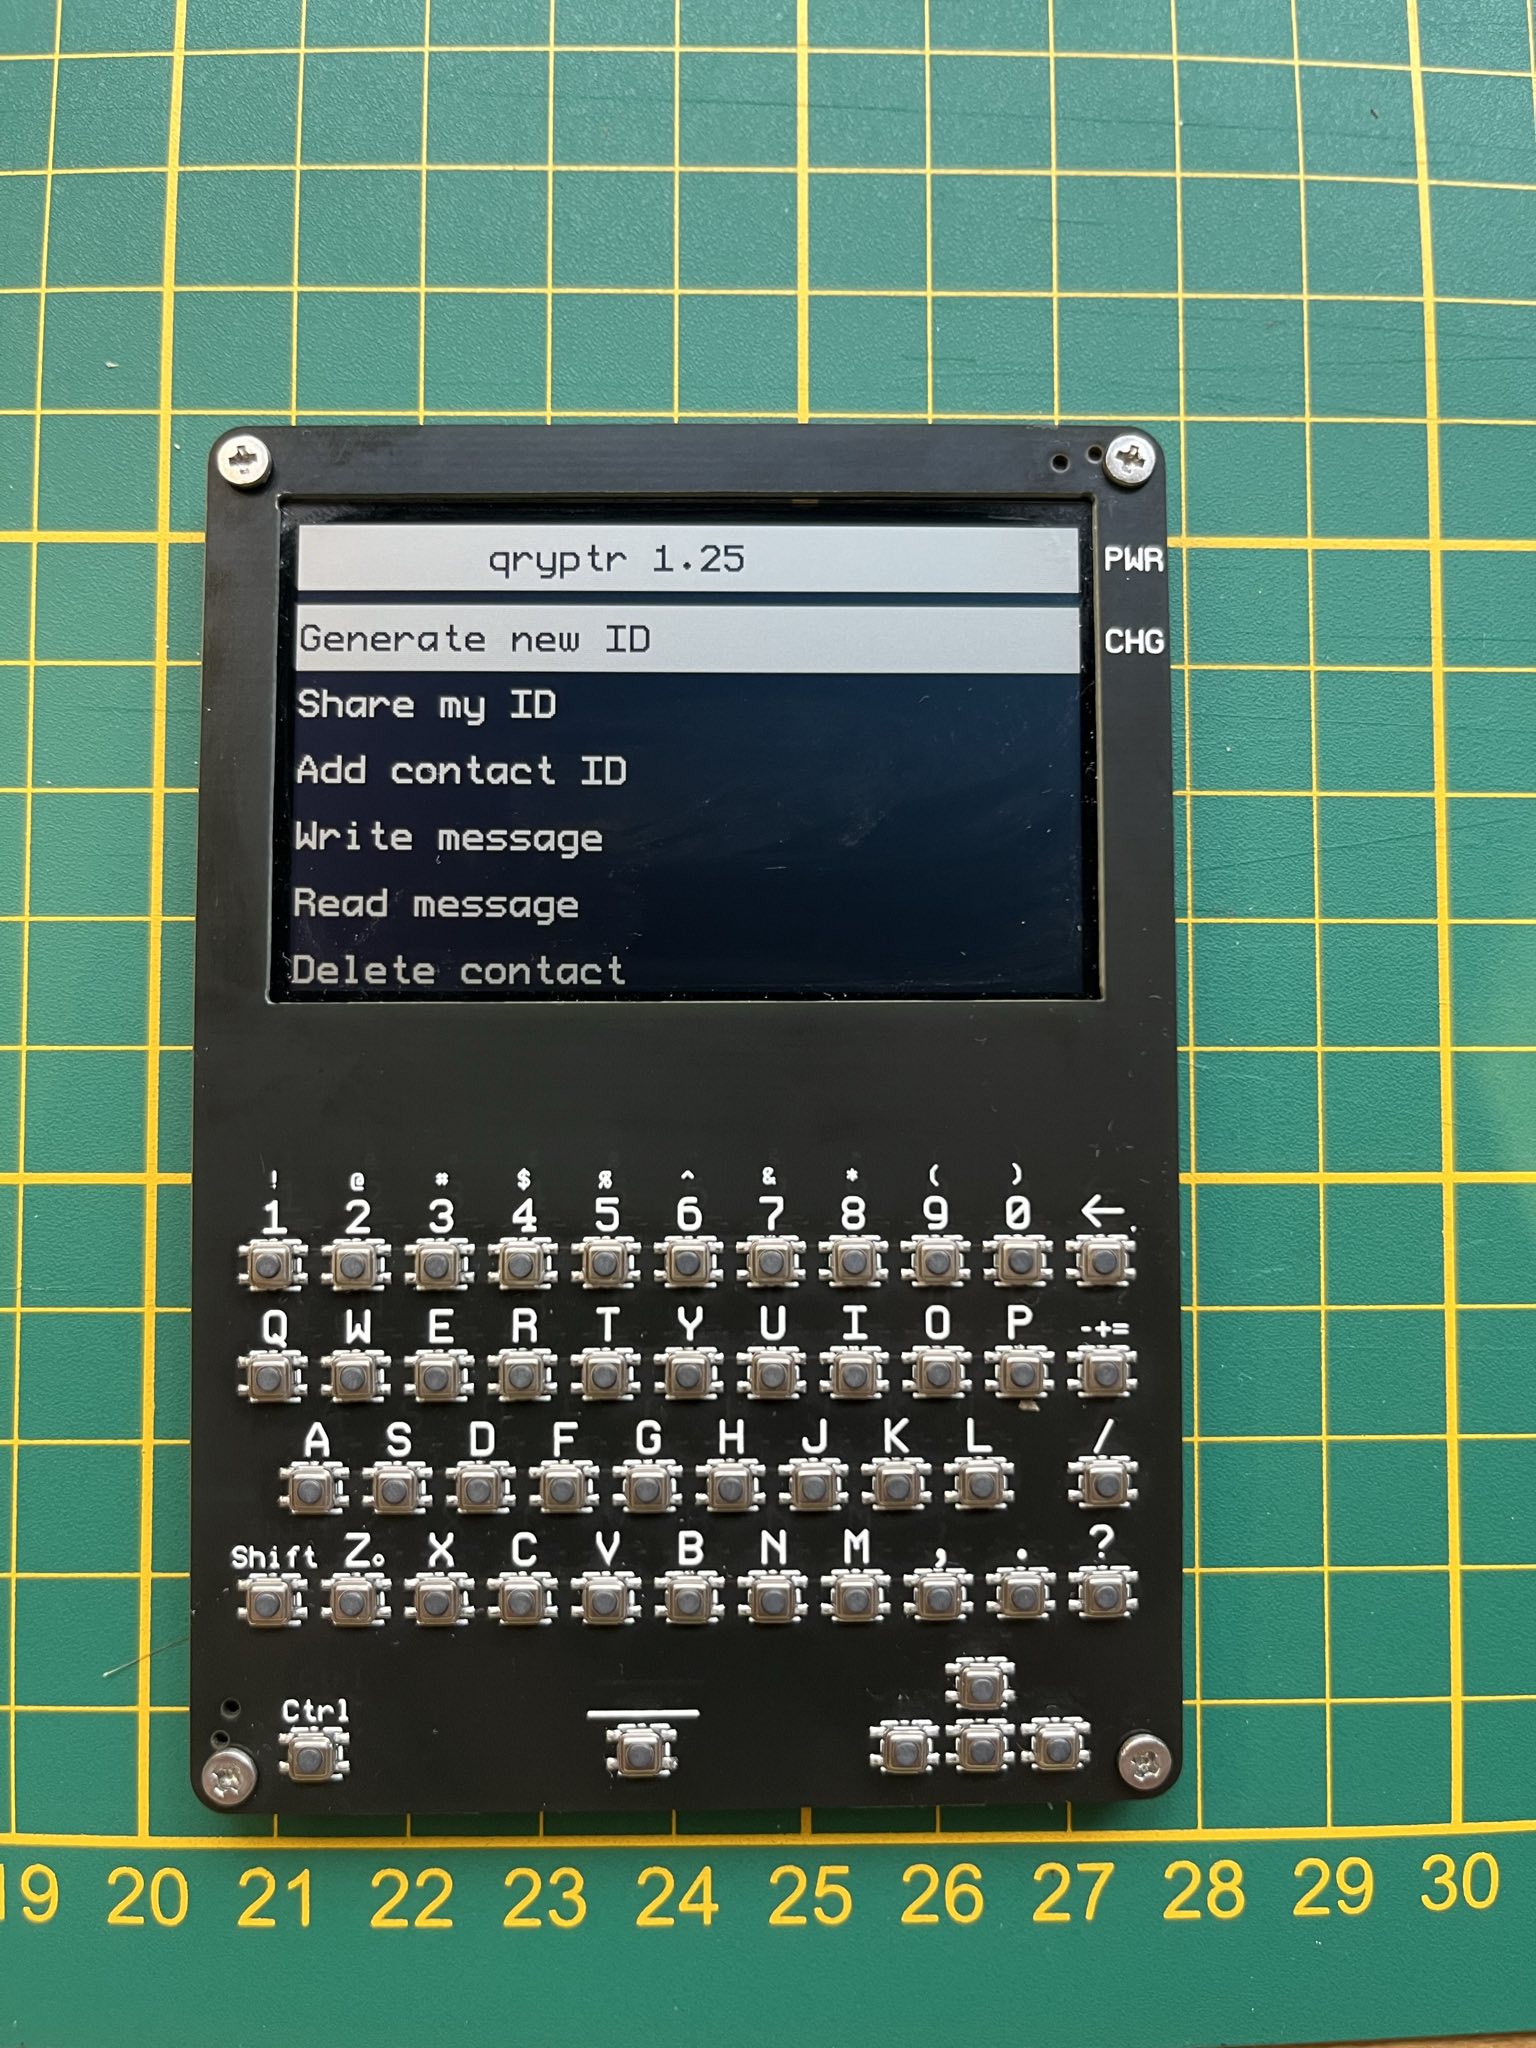 qryptr 1.25
PWR
Generate new ID
CHG
Share my ID
Add contact ID
Write message
Read message
Delete contact
! @ # $ % ^ & * ( )
1 2 3 4 5 6 7 8 9 0 ←
Q W E R T Y U I O P -+=
A S D F G H J K L /
Shift Z X C V B N M , . ?
Ctrl
19 20 21 22 23 24 25 26 27 28 29 30